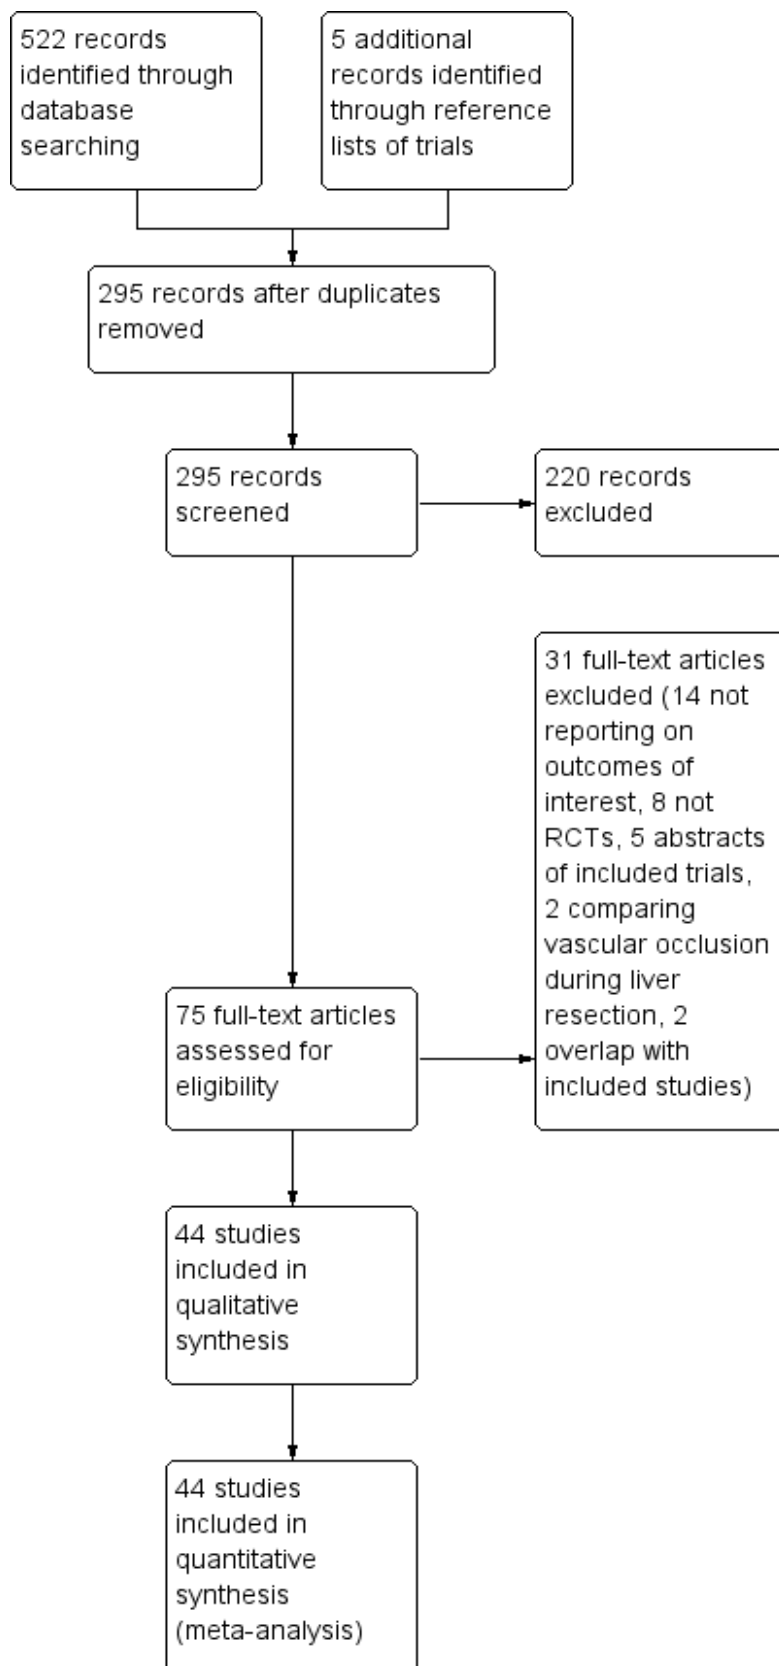 522 records
identified through
database
searching
5 additional
records identified
through reference
lists of trials
295 records after duplicates
removed
295 records
screened
220 records
excluded
31 full-text articles
excluded (14 not
reporting on
outcomes of
interest, 8 not
RCTs, 5 abstracts
of included trials,
2 comparing
vascular occlusion
during liver
resection, 2
overlap with
included studies)
75 full-text articles
assessed for
eligibility
44 studies
included in
qualitative
synthesis
44 studies
included in
quantitative
synthesis
(meta-analysis)